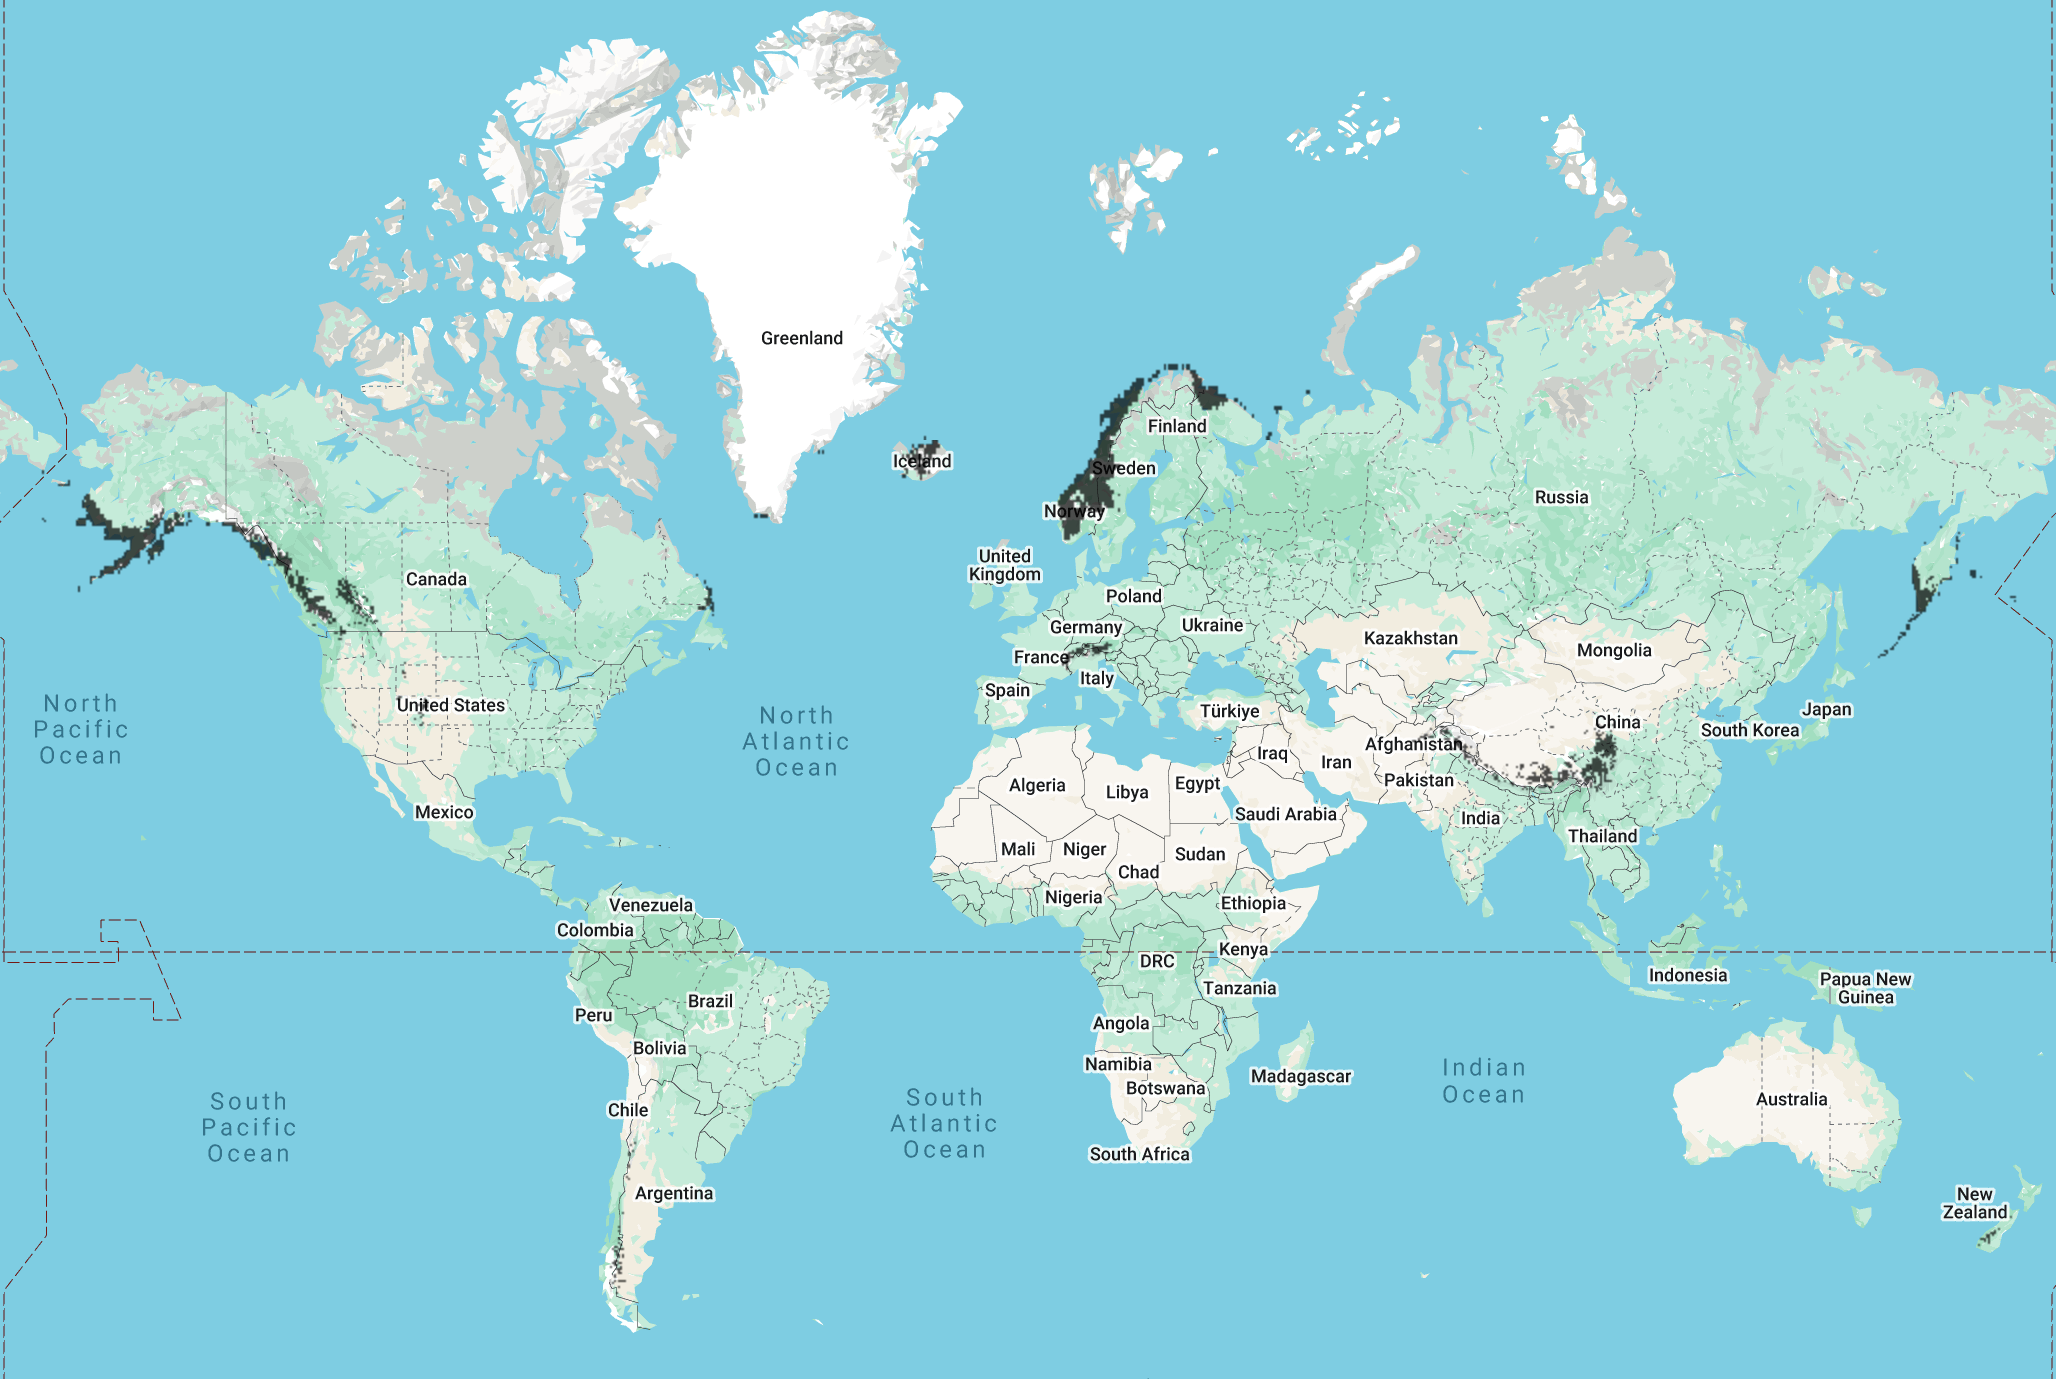 Greenland
Iceland
Finland
Sweden
Norway
Russia
United
Kingdom
Canada
Poland
Germany
Ukraine
Kazakhstan
Mongolia
France
Italy
Spain
United States
Türkiye
China
Japan
South Korea
North
Pacific
Ocean
North
Atlantic
Ocean
Afghanistan
Iraq
Iran
Pakistan
Algeria
Libya
Egypt
Saudi Arabia
India
Mexico
Thailand
Mali
Niger
Chad
Sudan
Nigeria
Ethiopia
Venezuela
Colombia
Kenya
DRC
Tanzania
Indonesia
Papua New
Guinea
Brazil
Peru
Angola
Bolivia
Namibia
Botswana
Madagascar
Indian
Ocean
Australia
Chile
South
Pacific
Ocean
South
Atlantic
Ocean
South Africa
Argentina
New
Zealand